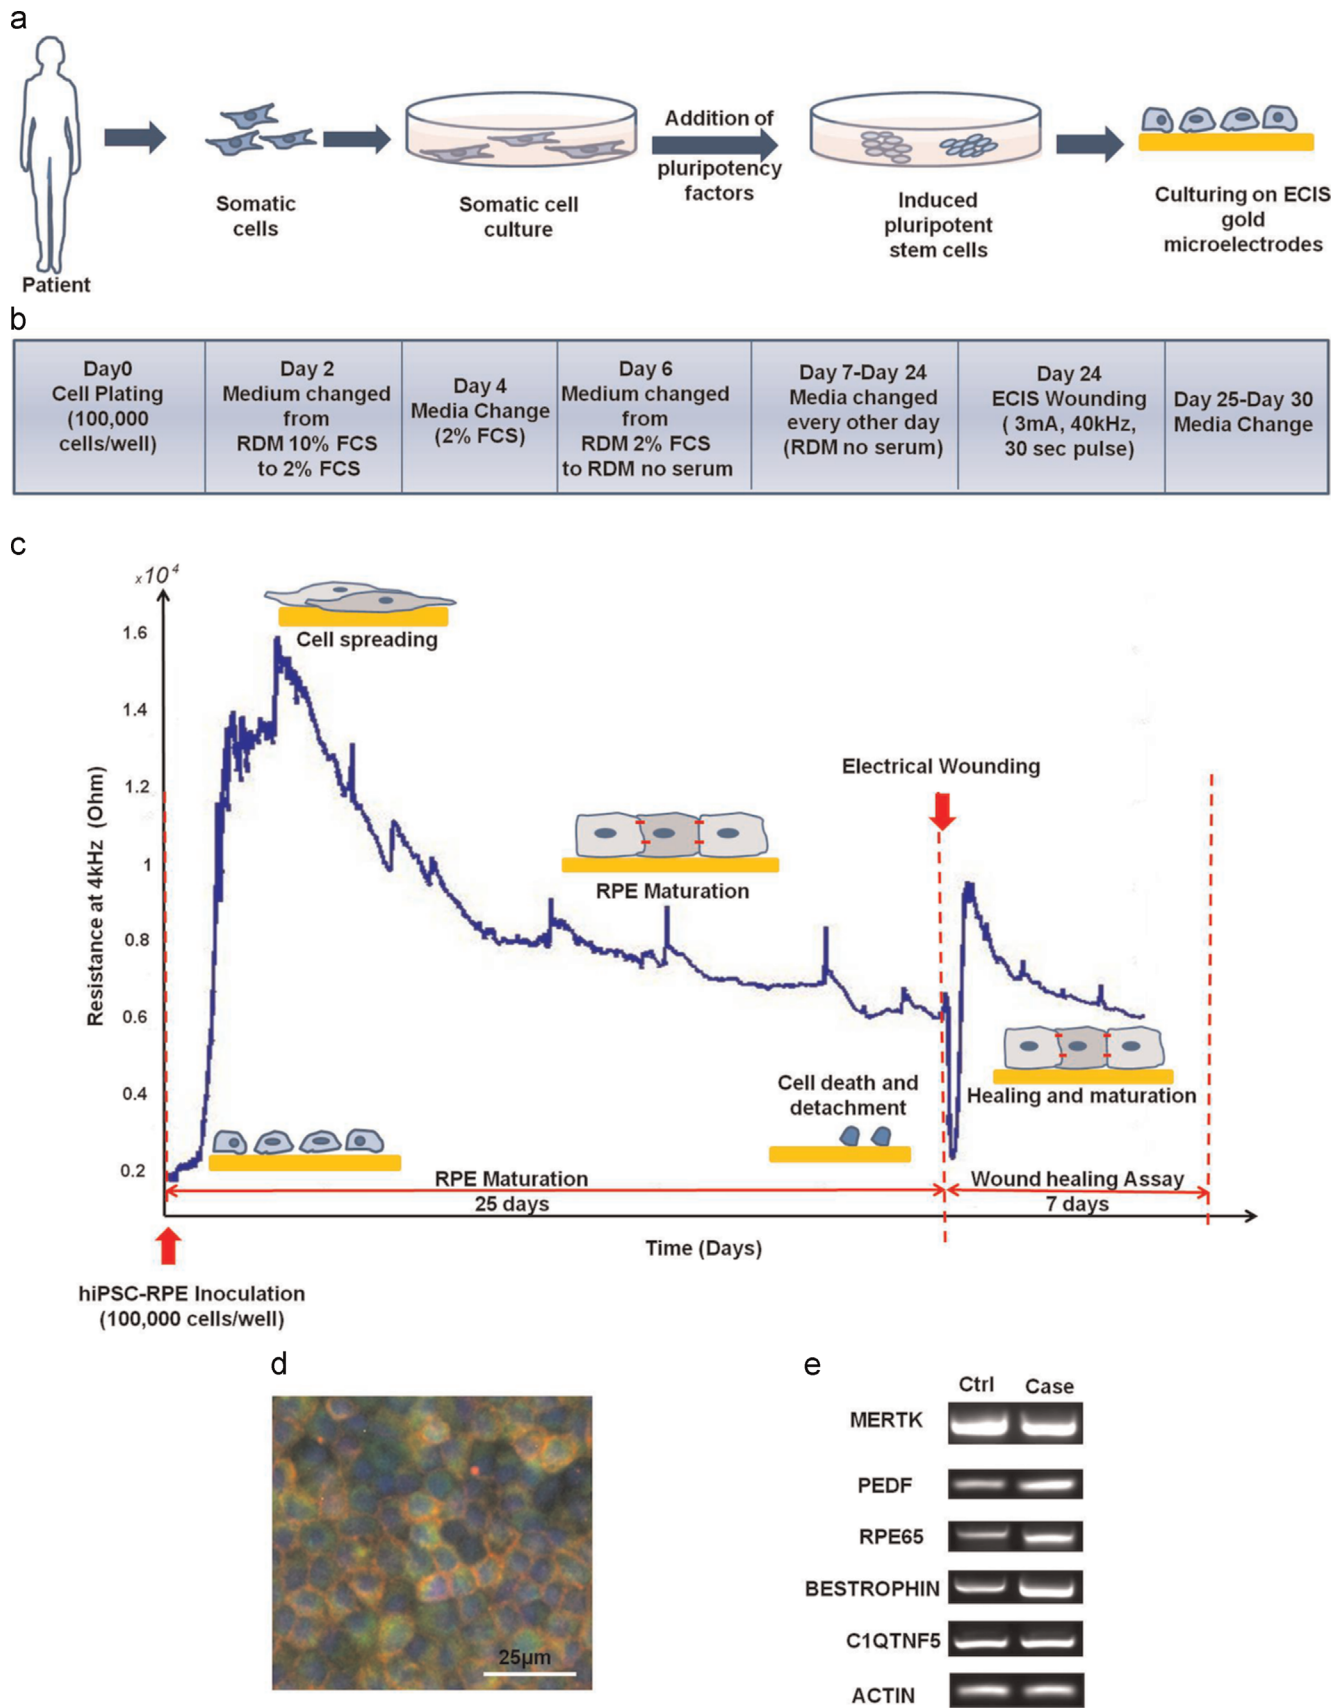 a
Patient
Somatic
cells
Somatic cell
culture
Addition of
pluripotency
factors
Induced
pluripotent
stem cells
Culturing on ECIS
gold
microelectrodes
b
Day0
Cell Plating
(100,000
cells/well)
Day 2
Medium changed
from
RDM 10% FCS
to 2% FCS
Day 4
Media Change
(2% FCS)
Day 6
Medium changed
from
RDM 2% FCS
to RDM no serum
Day 7-Day 24
Media changed
every other day
(RDM no serum)
Day 24
ECIS Wounding
( 3mA, 40kHz,
30 sec pulse)
Day 25-Day 30
Media Change
c
x10⁴
1.6
1.4
1.2
1
0.8
0.6
0.4
0.2
Resistance at 4kHz (Ohm)
Cell spreading
RPE Maturation
Electrical Wounding
Cell death and
detachment
Healing and maturation
RPE Maturation
25 days
Wound healing Assay
7 days
Time (Days)
hiPSC-RPE Inoculation
(100,000 cells/well)
d
25µm
e
Ctrl Case
MERTK
PEDF
RPE65
BESTROPHIN
C1QTNF5
ACTIN